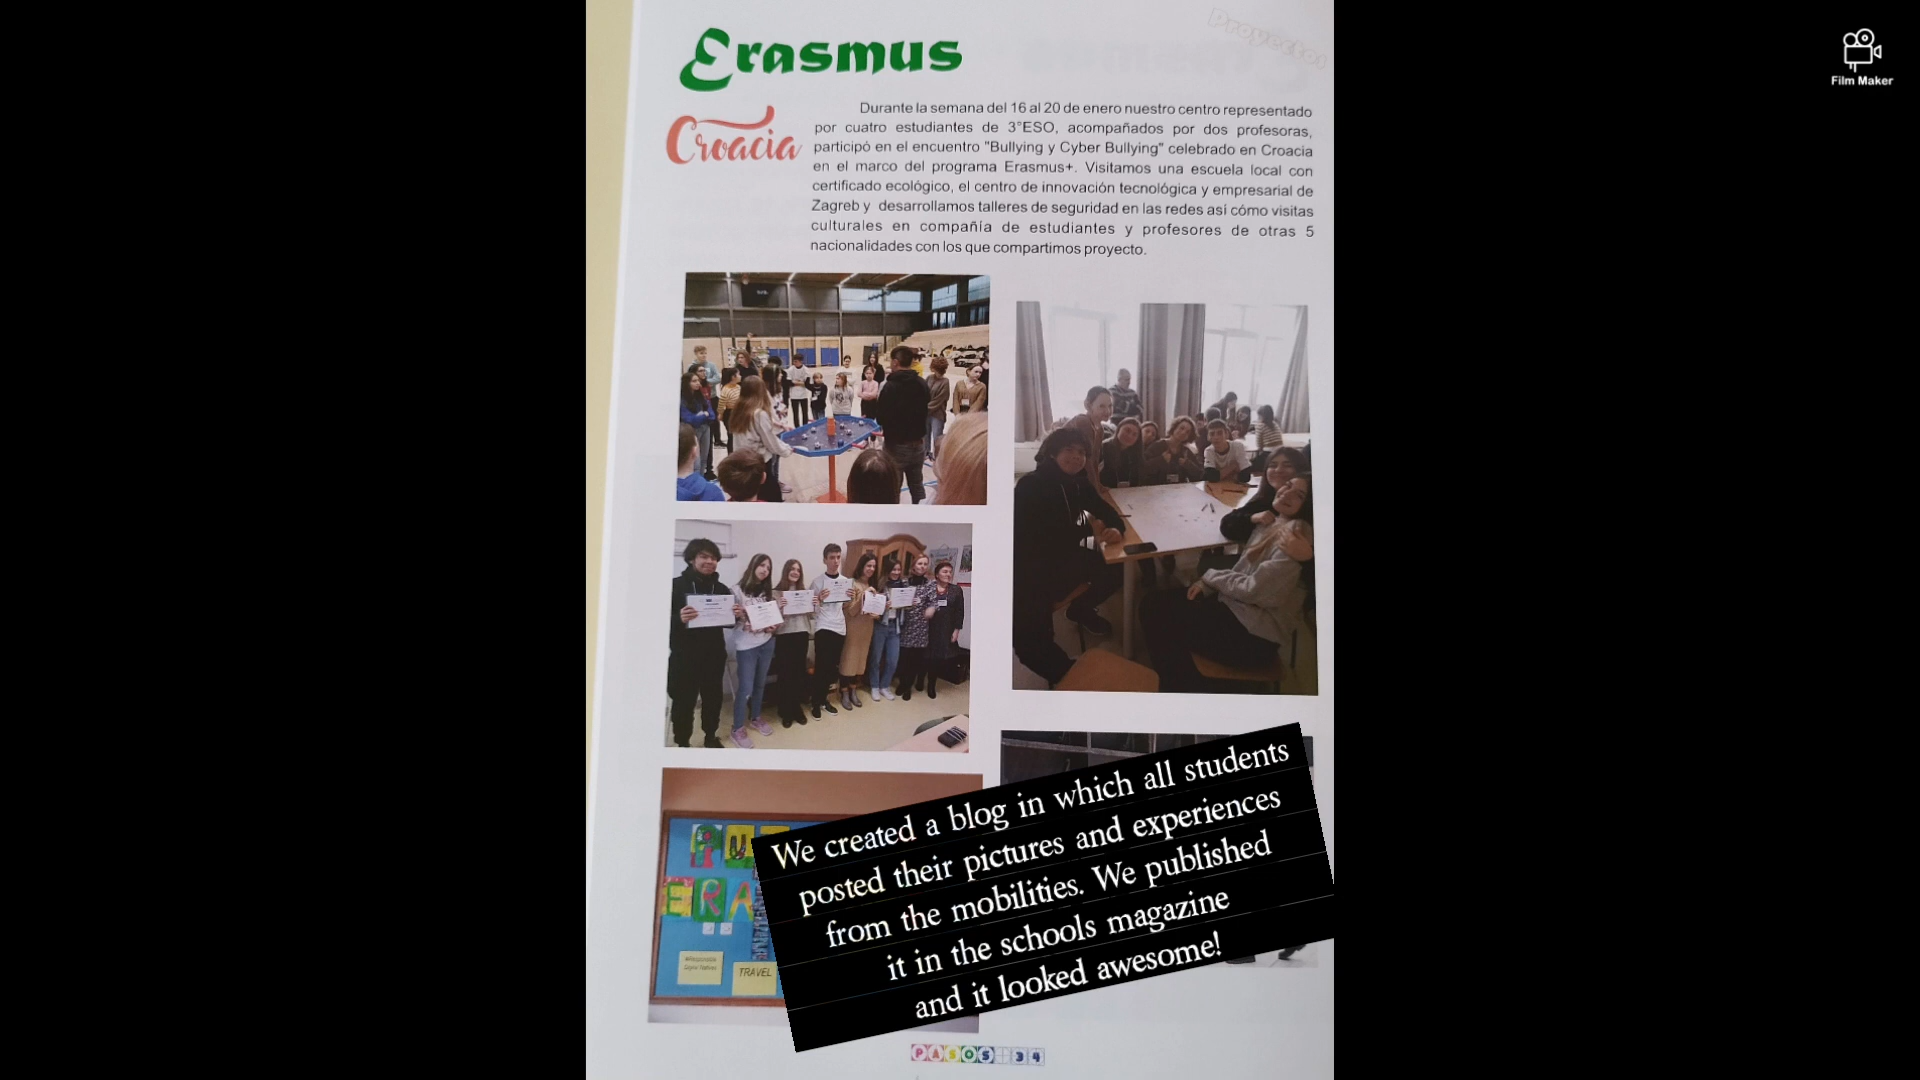 Proyectos
Erasmus
Croacia
Durante la semana del 16 al 20 de enero nuestro centro representado
por cuatro estudiantes de 3°ESO, acompañados por dos profesoras,
participó en el encuentro "Bullying y Cyber Bullying" celebrado en Croacia
en el marco del programa Erasmus+. Visitamos una escuela local con
certificado ecológico, el centro de innovación tecnológica y empresarial de
Zagreb y desarrollamos talleres de seguridad en las redes así cómo visitas
culturales en compañía de estudiantes y profesores de otras 5
nacionalidades con los que compartimos proyecto.
PUT
ERA
TRAVEL
We created a blog in which all students
posted their pictures and experiences
from the mobilities. We published
it in the schools magazine
and it looked awesome!
PASOS 34
Film Maker